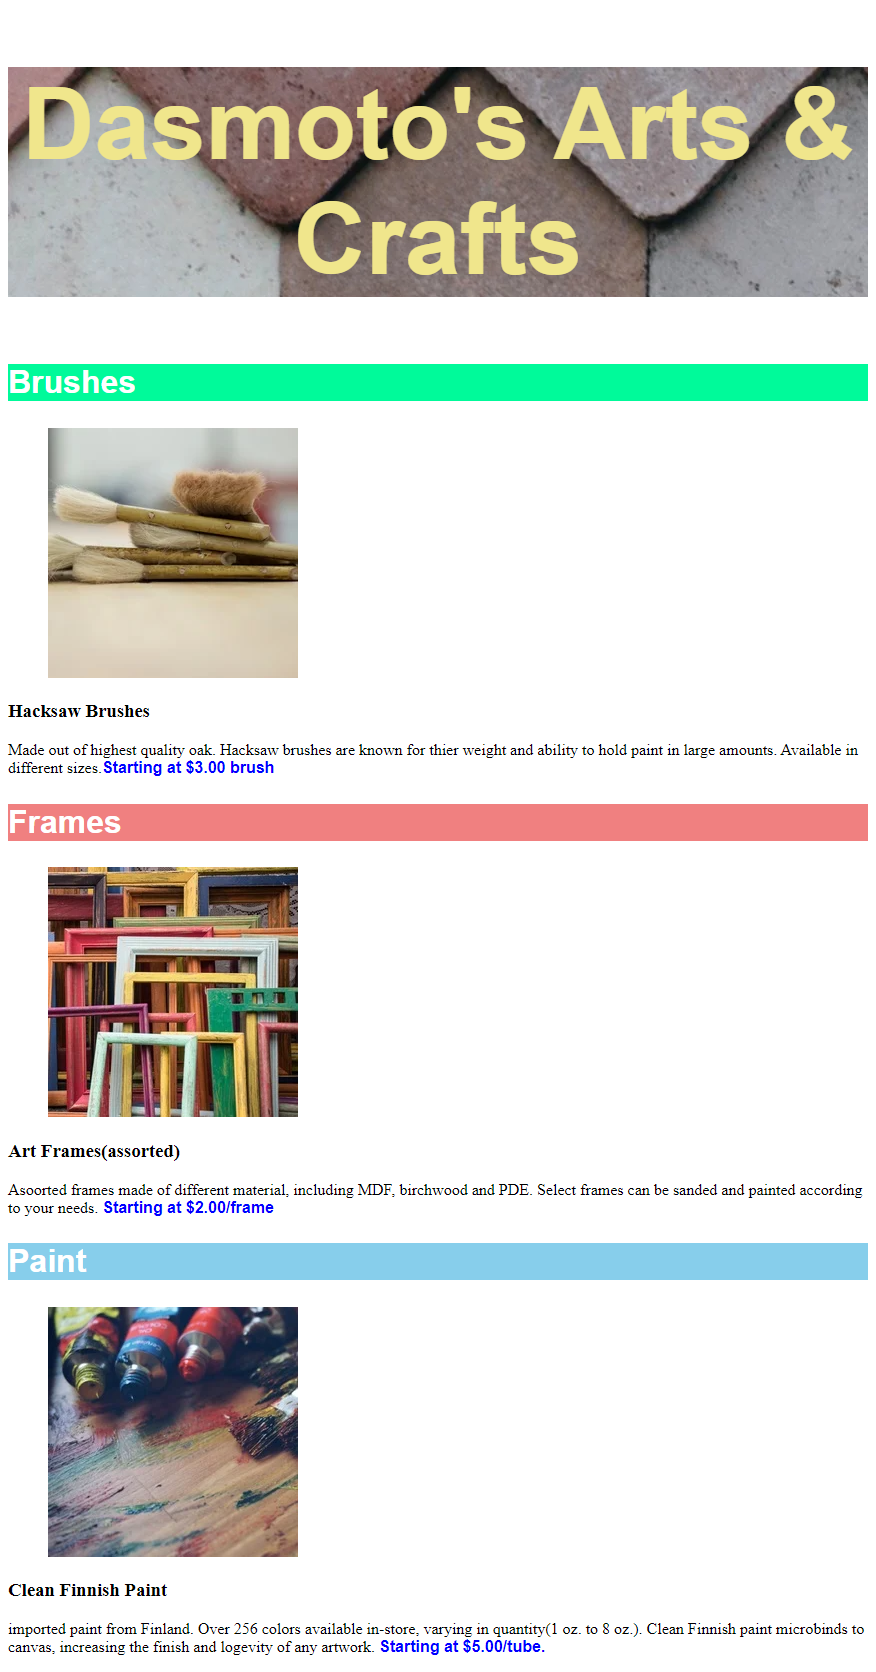 Dasmoto's Arts &
Crafts
Brushes
Hacksaw Brushes
Made out of highest quality oak. Hacksaw brushes are known for thier weight and ability to hold paint in large amounts. Available in
different sizes.Starting at $3.00 brush
Frames
Art Frames(assorted)
Asoorted frames made of different material, including MDF, birchwood and PDE. Select frames can be sanded and painted according
to your needs. Starting at $2.00/frame
Paint
Clean Finnish Paint
imported paint from Finland. Over 256 colors available in-store, varying in quantity(1 oz. to 8 oz.). Clean Finnish paint microbinds to
canvas, increasing the finish and logevity of any artwork. Starting at $5.00/tube.